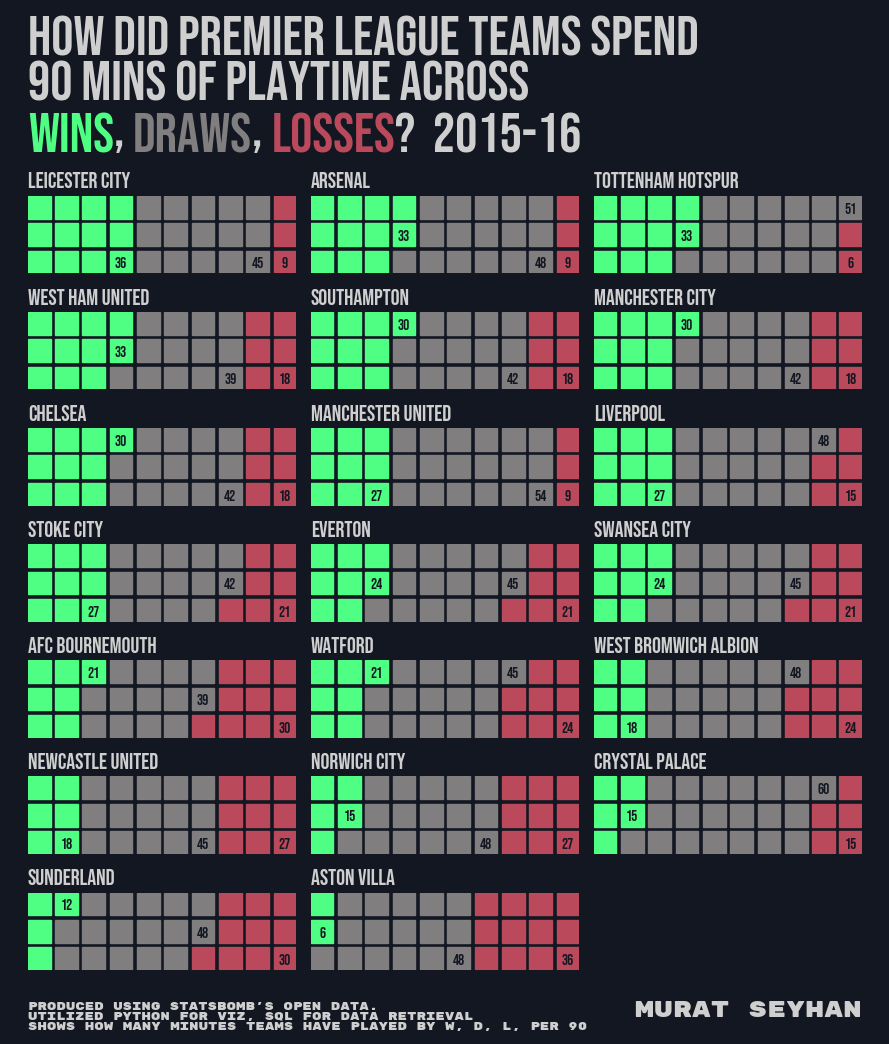 HOW DID PREMIER LEAGUE TEAMS SPEND
90 MINS OF PLAYTIME ACROSS
WINS, DRAWS, LOSSES? 2015-16
LEICESTER CITY
36
45
9
ARSENAL
33
48
9
TOTTENHAM HOTSPUR
51
33
6
WEST HAM UNITED
33
39
18
SOUTHAMPTON
30
42
18
MANCHESTER CITY
30
42
18
CHELSEA
30
42
18
MANCHESTER UNITED
27
54
9
LIVERPOOL
48
27
15
STOKE CITY
42
27
21
EVERTON
24
45
21
SWANSEA CITY
24
45
21
AFC BOURNEMOUTH
21
39
30
WATFORD
21
45
24
WEST BROMWICH ALBION
48
18
24
NEWCASTLE UNITED
18
45
27
NORWICH CITY
15
48
27
CRYSTAL PALACE
60
15
15
SUNDERLAND
12
48
30
ASTON VILLA
6
48
36
PRODUCED USING STATSBOMB'S OPEN DATA.
UTILIZED PYTHON FOR VIZ, SQL FOR DATA RETRIEVAL
SHOWS HOW MANY MINUTES TEAMS HAVE PLAYED BY W, D, L, PER 90
MURAT SEYHAN